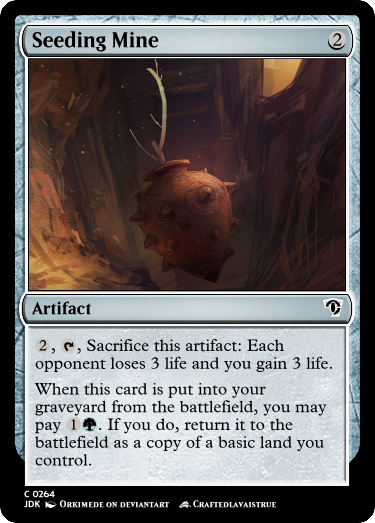 Seeding Mine 2
Artifact
2, T, Sacrifice this artifact: Each
opponent loses 3 life and you gain 3 life.
When this card is put into your
graveyard from the battlefield, you may
pay 1 G. If you do, return it to the
battlefield as a copy of a basic land you
control.
C 0264
JDK Orkimede on deviantart Craftedlavaistrue